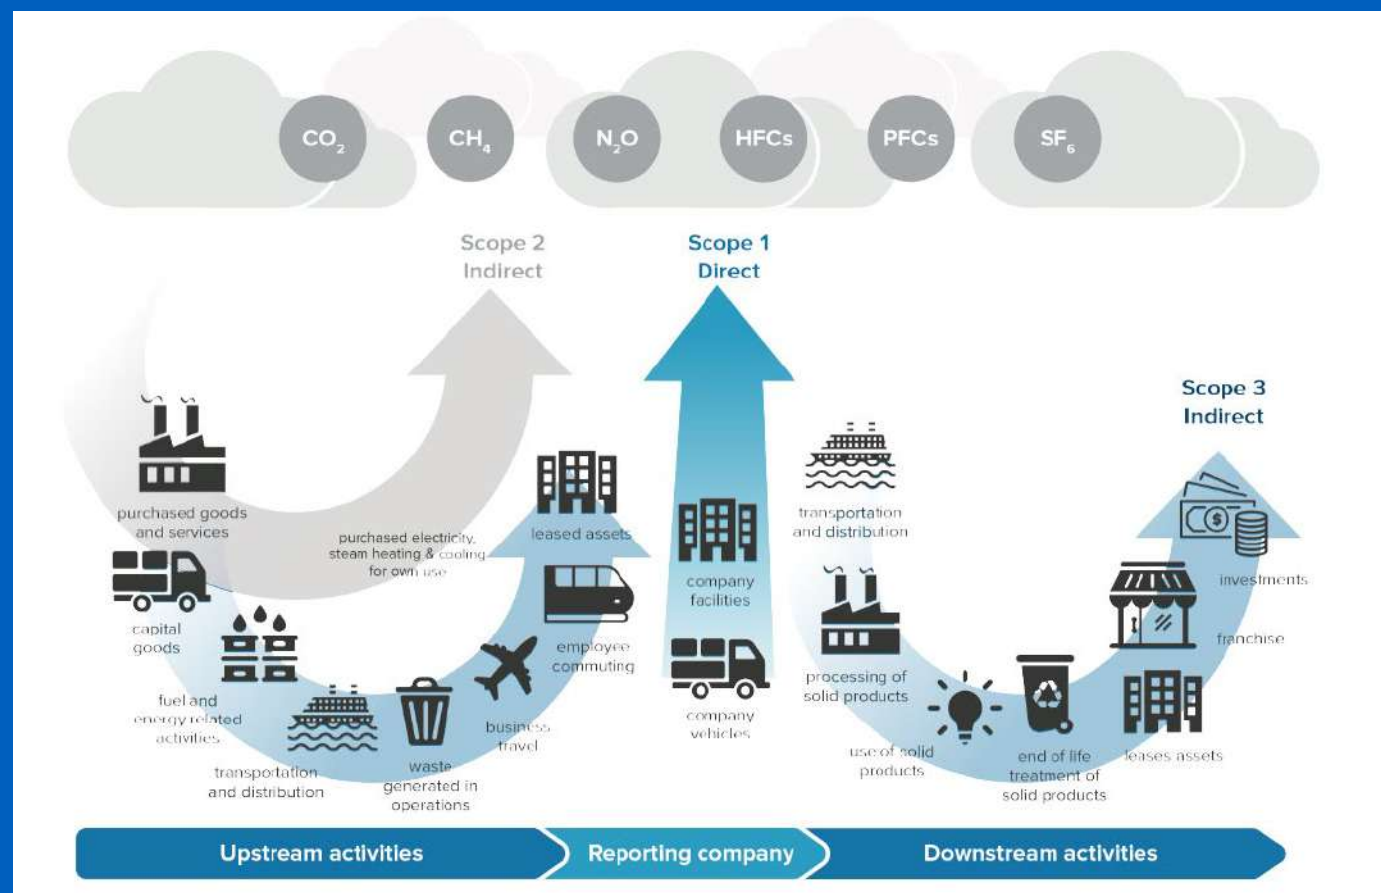 CO₂
CH₄
N₂O
HFCs
PFCs
SF₆
Scope 2
Indirect
Scope 1
Direct
Scope 3
Indirect
purchased goods
and services
capital
goods
fuel and
energy related
activities
transportation
and distribution
waste
generated in
operations
business
travel
employee
commuting
leased assets
purchased electricity,
steam heating & cooling
for own use
company
facilities
company
vehicles
transportation
and distribution
processing of
solid products
use of solid
products
end of life
treatment of
solid products
leases assets
franchise
investments
Upstream activities
Reporting company
Downstream activities